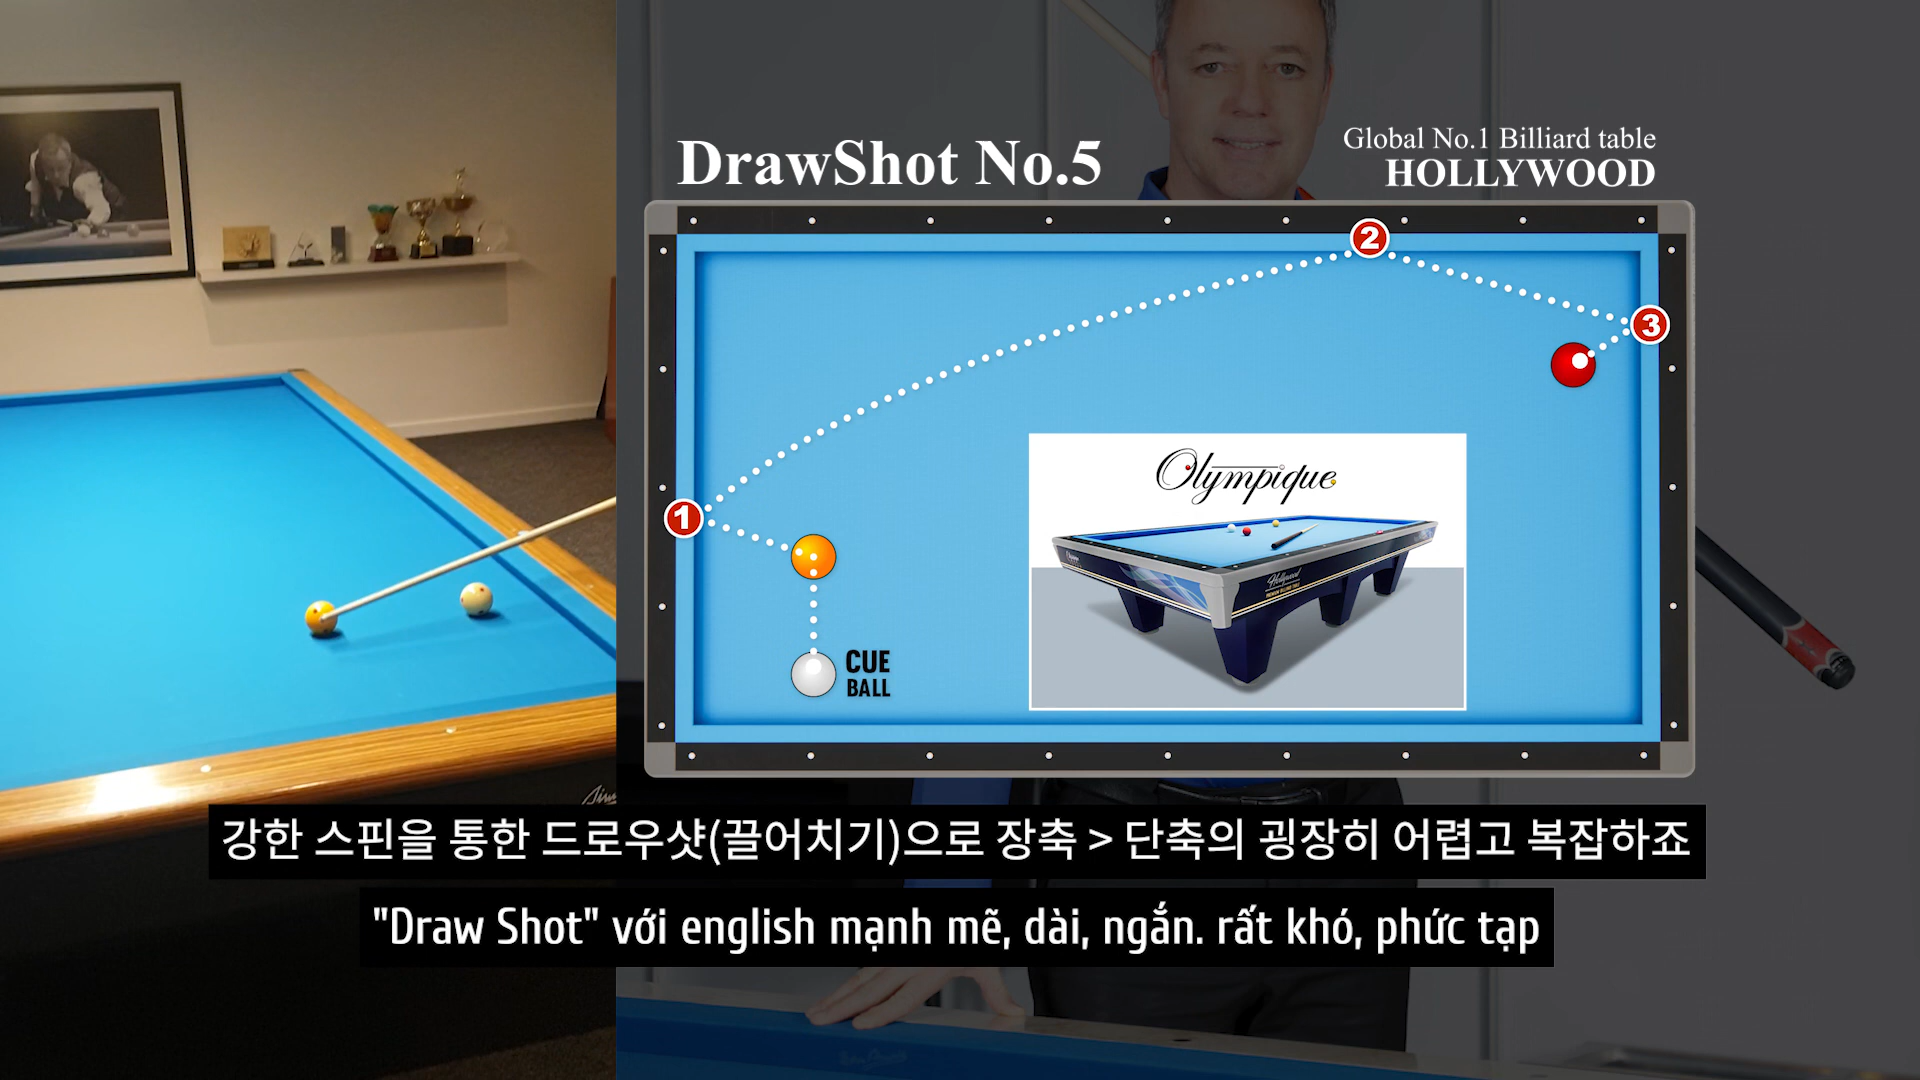 DrawShot No.5
Global No.1 Billiard table
HOLLYWOOD
2
3
1
Olympique
Hollywood
CUE
BALL
강한 스핀을 통한 드로우샷(끌어치기)으로 장축 > 단축의 굉장히 어렵고 복잡하죠
"Draw Shot" với english mạnh mẽ, dài, ngắn. rất khó, phức tạp